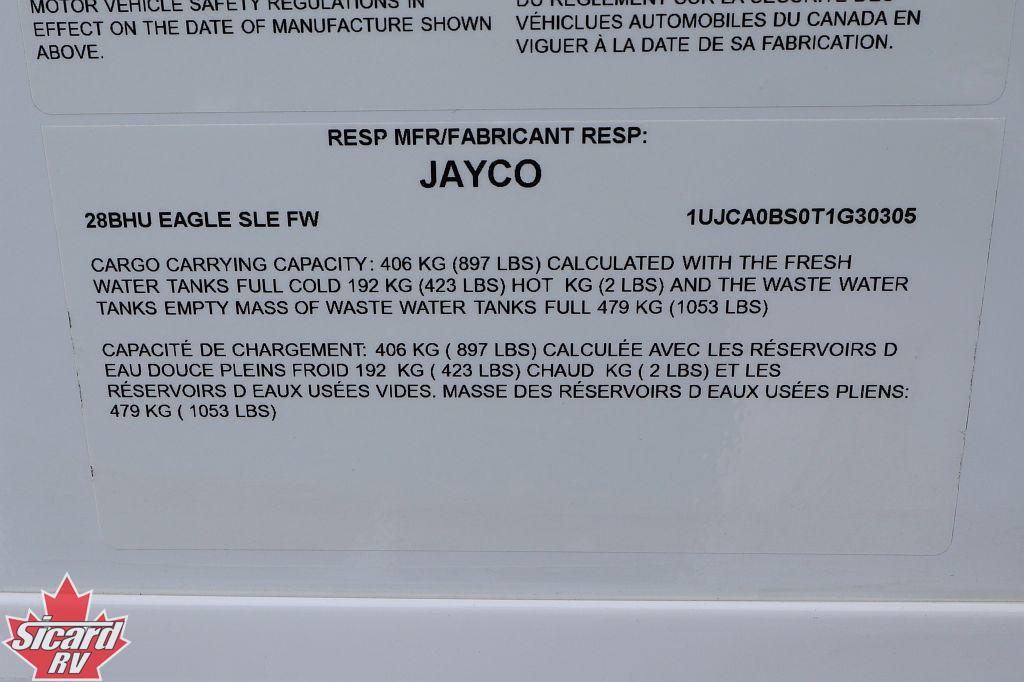 MOTOR VEHICLE SAFETY REGULATIONS IN
EFFECT ON THE DATE OF MANUFACTURE SHOWN
ABOVE.
DU RÈGLEMENT SUR LA SÉCURITÉ DES
VÉHICLUES AUTOMOBILES DU CANADA EN
VIGUER À LA DATE DE SA FABRICATION.
RESP MFR/FABRICANT RESP:
JAYCO
28BHU EAGLE SLE FW
1UJCA0BS0T1G30305
CARGO CARRYING CAPACITY: 406 KG (897 LBS) CALCULATED WITH THE FRESH
WATER TANKS FULL COLD 192 KG (423 LBS) HOT KG (2 LBS) AND THE WASTE WATER
TANKS EMPTY MASS OF WASTE WATER TANKS FULL 479 KG (1053 LBS)
CAPACITÉ DE CHARGEMENT: 406 KG ( 897 LBS) CALCULÉE AVEC LES RÉSERVOIRS D
EAU DOUCE PLEINS FROID 192 KG ( 423 LBS) CHAUD KG ( 2 LBS) ET LES
RÉSERVOIRS D EAUX USÉES VIDES. MASSE DES RÉSERVOIRS D EAUX USÉES PLIENS:
479 KG ( 1053 LBS)
Sicard
RV